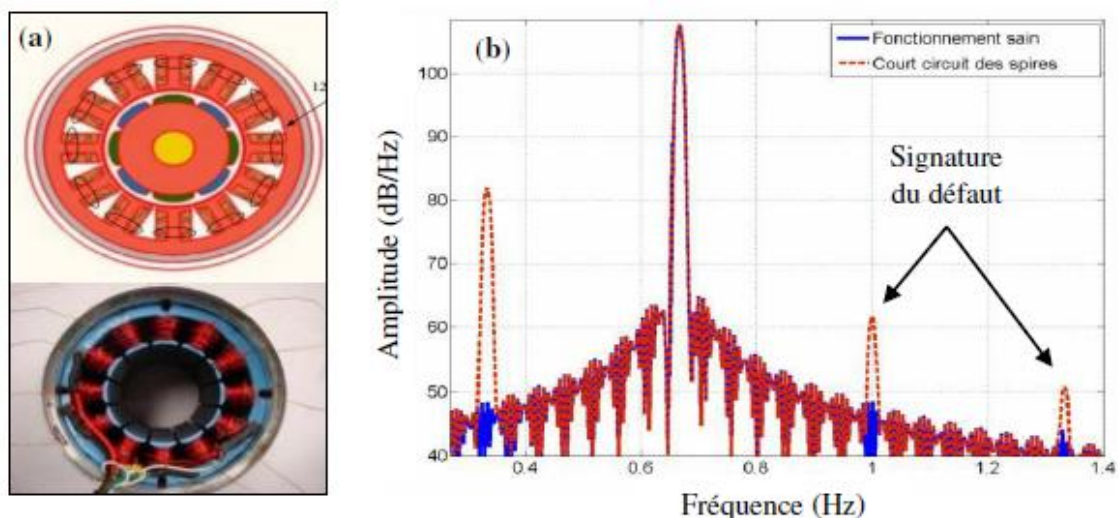 (a)
12
(b)
Fonctionnement sain
Court circuit des spires
Signature
du défaut
Amplitude (dB/Hz)
100
90
80
70
60
50
40
0.4
0.6
0.8
1
1.2
1.4
Fréquence (Hz)